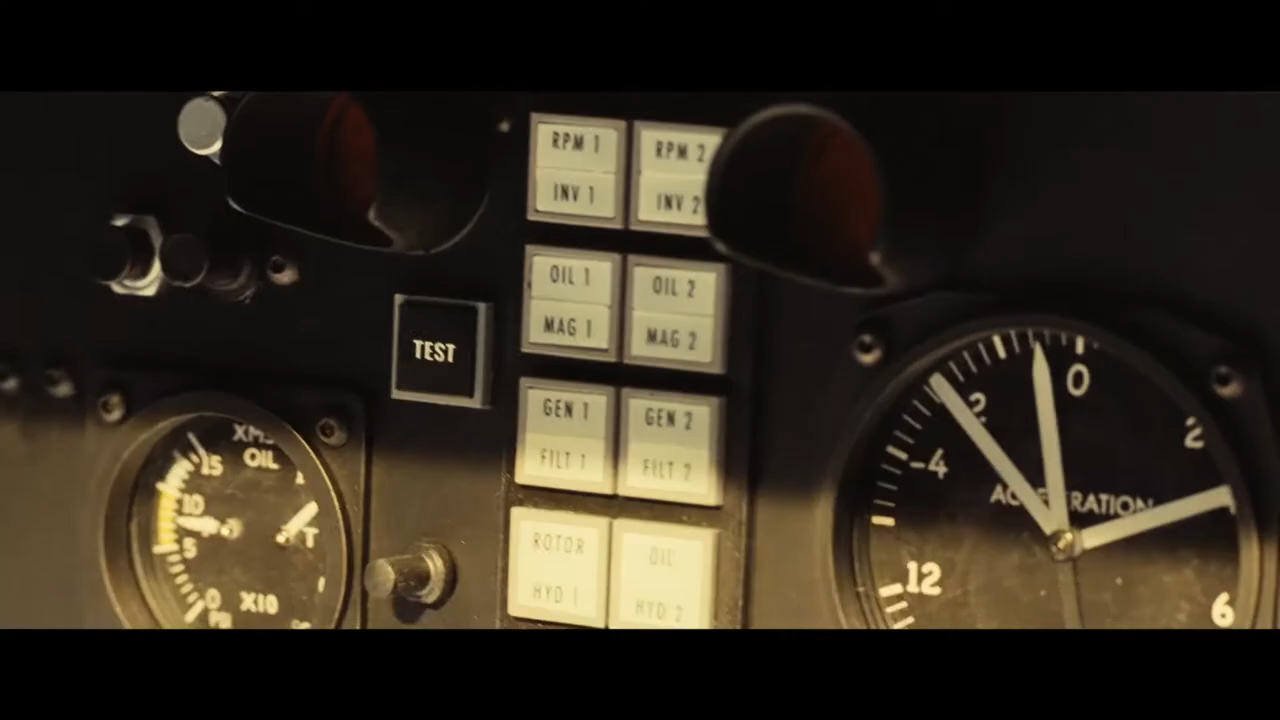 RPM 1
INV 1
RPM 2
INV 2
OIL 1
MAG 1
OIL 2
MAG 2
TEST
GEN 1
FILT 1
GEN 2
FILT 2
ROTOR
HYD 1
OIL
HYD 2
OIL
15
10
5
0
X10
0
2
2
-4
ACCELERATION
12
6